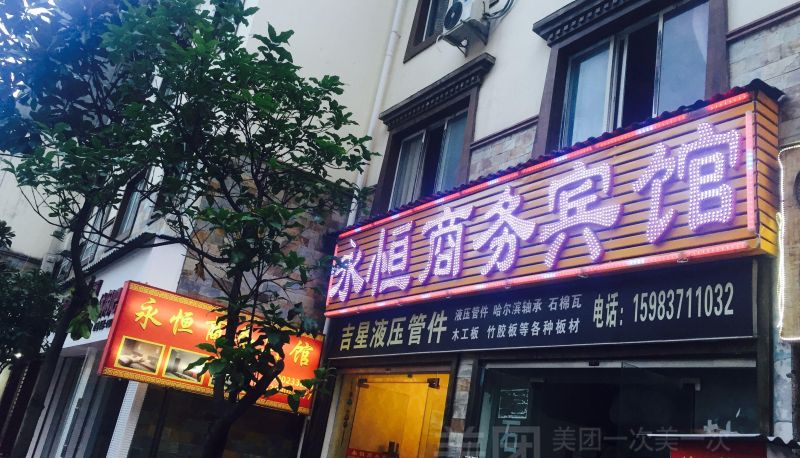 永恒商务宾馆
吉星液压管件
液压管件 哈尔滨轴承 石棉瓦
木工板 竹胶板等各种板材
电话:15983711032
永恒
馆
美团
美团一次美一次